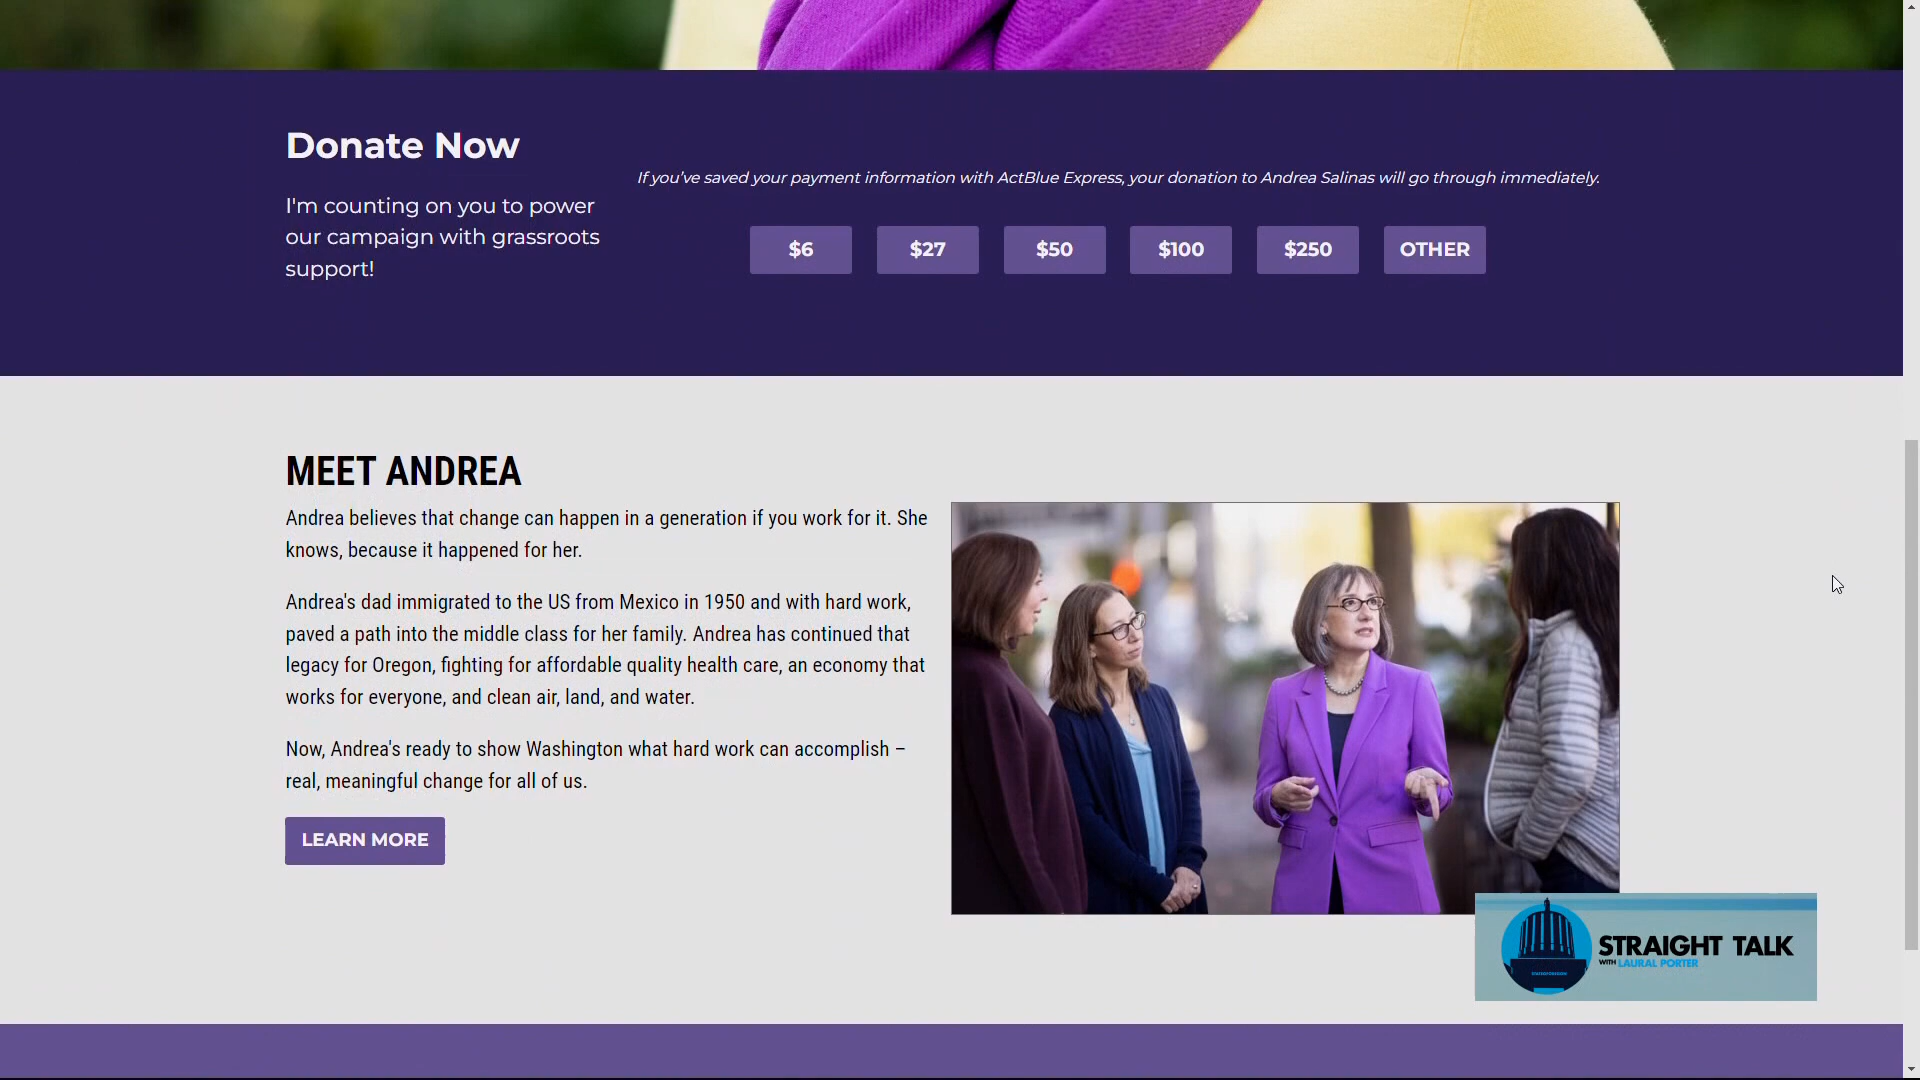 Donate Now
I'm counting on you to power
our campaign with grassroots
support!
If you've saved your payment information with ActBlue Express, your donation to Andrea Salinas will go through immediately.
$6
$27
$50
$100
$250
OTHER
MEET ANDREA
Andrea believes that change can happen in a generation if you work for it. She
knows, because it happened for her.
Andrea's dad immigrated to the US from Mexico in 1950 and with hard work,
paved a path into the middle class for her family. Andrea has continued that
legacy for Oregon, fighting for affordable quality health care, an economy that
works for everyone, and clean air, land, and water.
Now, Andrea's ready to show Washington what hard work can accomplish –
real, meaningful change for all of us.
LEARN MORE
STRAIGHT TALK
WITH LAURAL PORTER